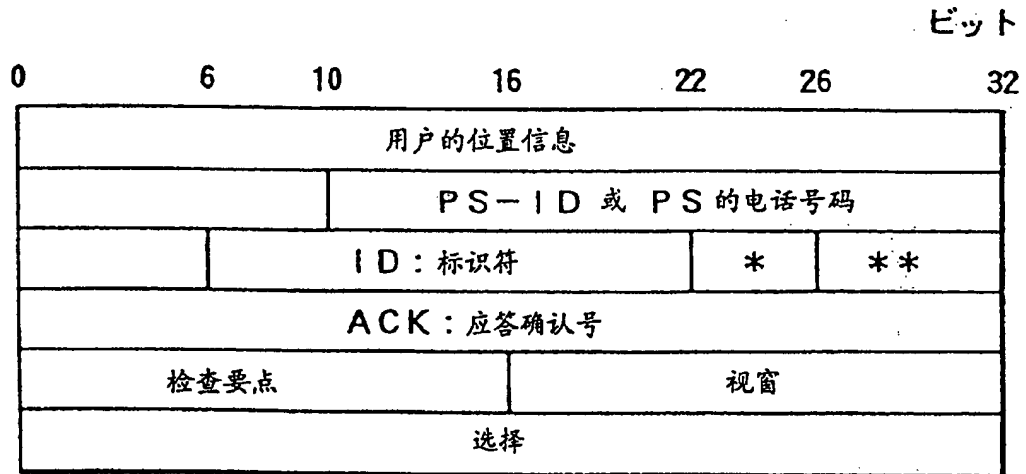 ビット
0 6 10 16 22 26 32
用户的位置信息
PS-ID 或 PS 的电话号码
ID：标识符 * **
ACK：应答确认号
检查要点 视窗
选择